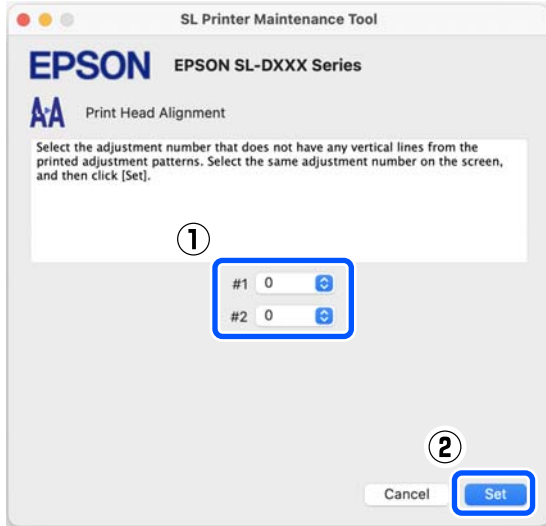 SL Printer Maintenance Tool
EPSON EPSON SL-DXXX Series
A▸A Print Head Alignment
Select the adjustment number that does not have any vertical lines from the
printed adjustment patterns. Select the same adjustment number on the screen,
and then click [Set].
①
#1 0
#2 0
②
Cancel Set